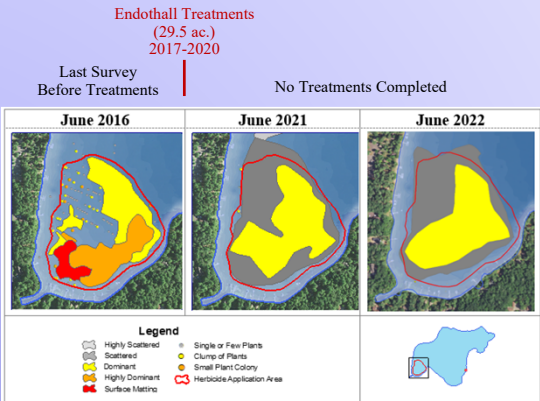 Endothall Treatments
(29.5 ac.)
2017-2020
Last Survey
Before Treatments
No Treatments Completed
June 2016
June 2021
June 2022
Legend
Highly Scattered
Scattered
Dominant
Highly Dominant
Surface Matting
Single or Few Plants
Clump of Plants
Small Plant Colony
Herbicide Application Area